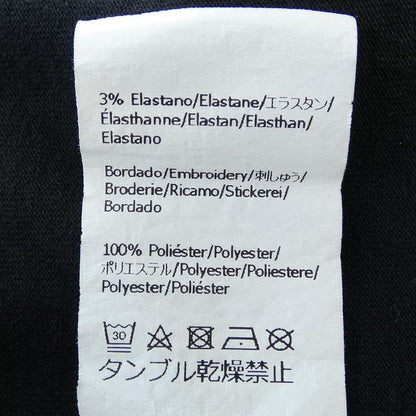 3% Elastano/Elastane/エラスタン/
Élasthanne/Elastan/Elasthan/
Elastano
Bordado/Embroidery/刺しゅう/
Broderie/Ricamo/Stickerei/
Bordado
100% Poliéster/Polyester/
ポリエステル/Polyester/Poliestere/
Polyester/Poliéster
30
タンブル乾燥禁止